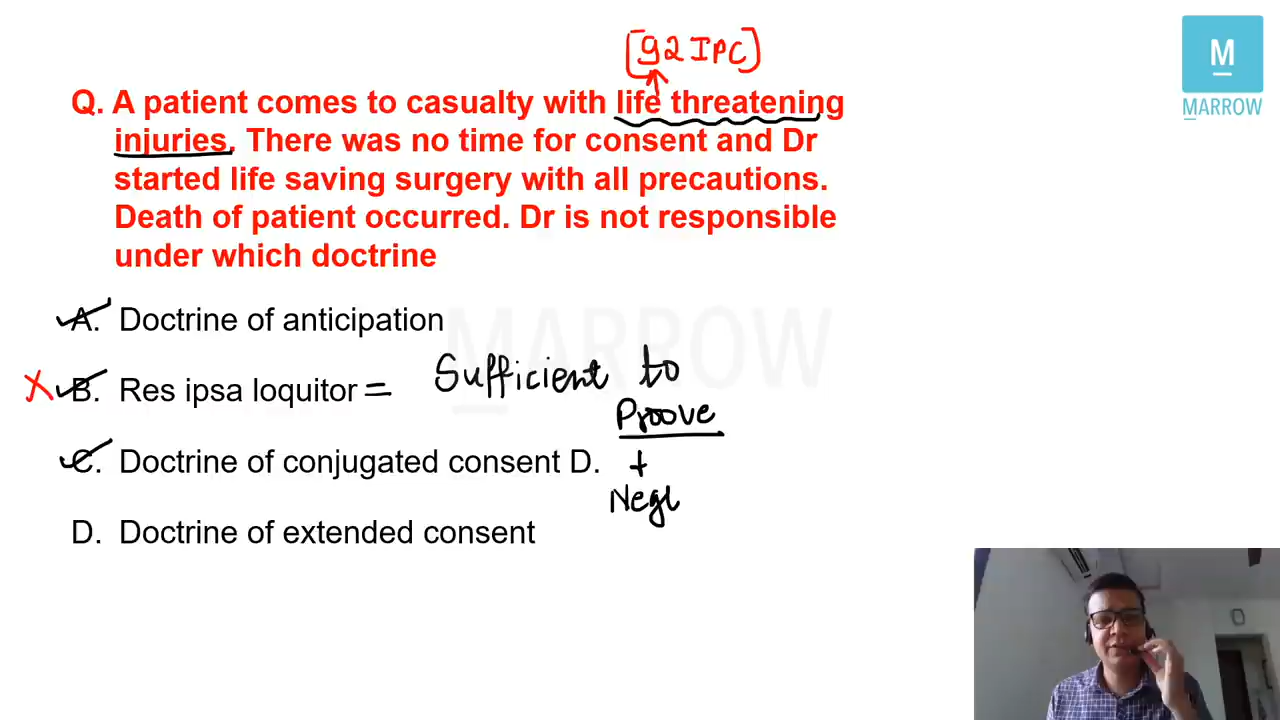 [92 IPC]
M
MARROW
Q. A patient comes to casualty with life threatening
injuries. There was no time for consent and Dr
started life saving surgery with all precautions.
Death of patient occurred. Dr is not responsible
under which doctrine
A. Doctrine of anticipation
MARROW
B. Res ipsa loquitor = Sufficient to
Proove
C. Doctrine of conjugated consent D. +
Negl
D. Doctrine of extended consent